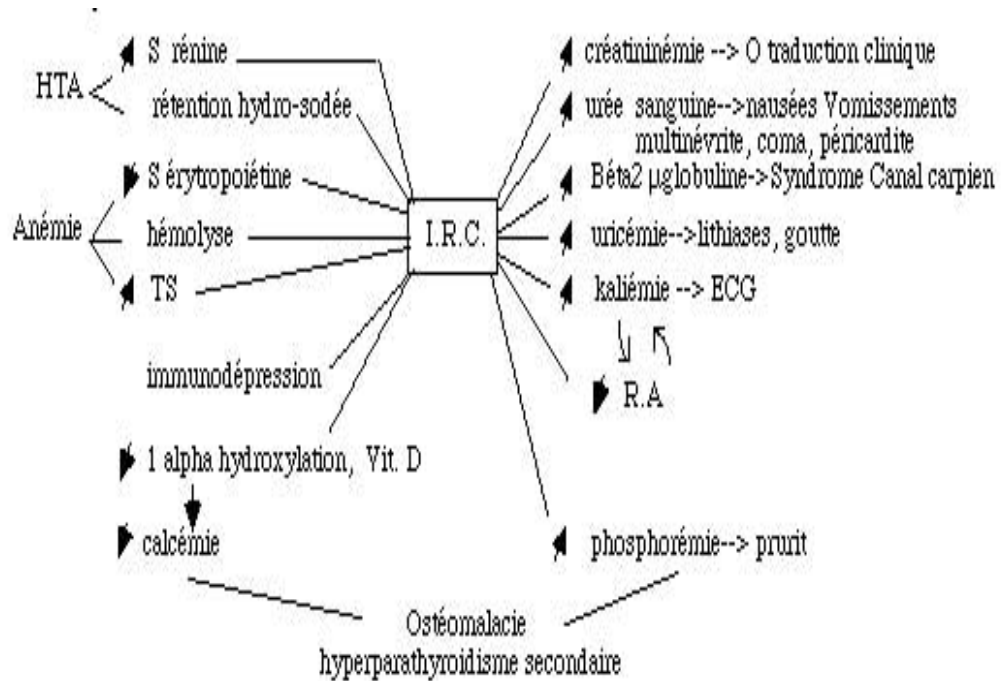 HTA
S rénine
rétention hydro-sodée
Anémie
S érytropoiétine
hémolyse
TS
immunodépression
1 alpha hydroxylation, Vit. D
calcémie
I.R.C.
créatininémie --> O traduction clinique
urée sanguine--> nausées Vomissements
multinévrite, coma, péricardite
Béta2 µglobuline->Syndrome Canal carpien
uricémie--> lithiases, goutte
kaliémie --> ECG
R.A
phosphorémie--> prurit
Ostéomalacie
hyperparathyroidisme secondaire